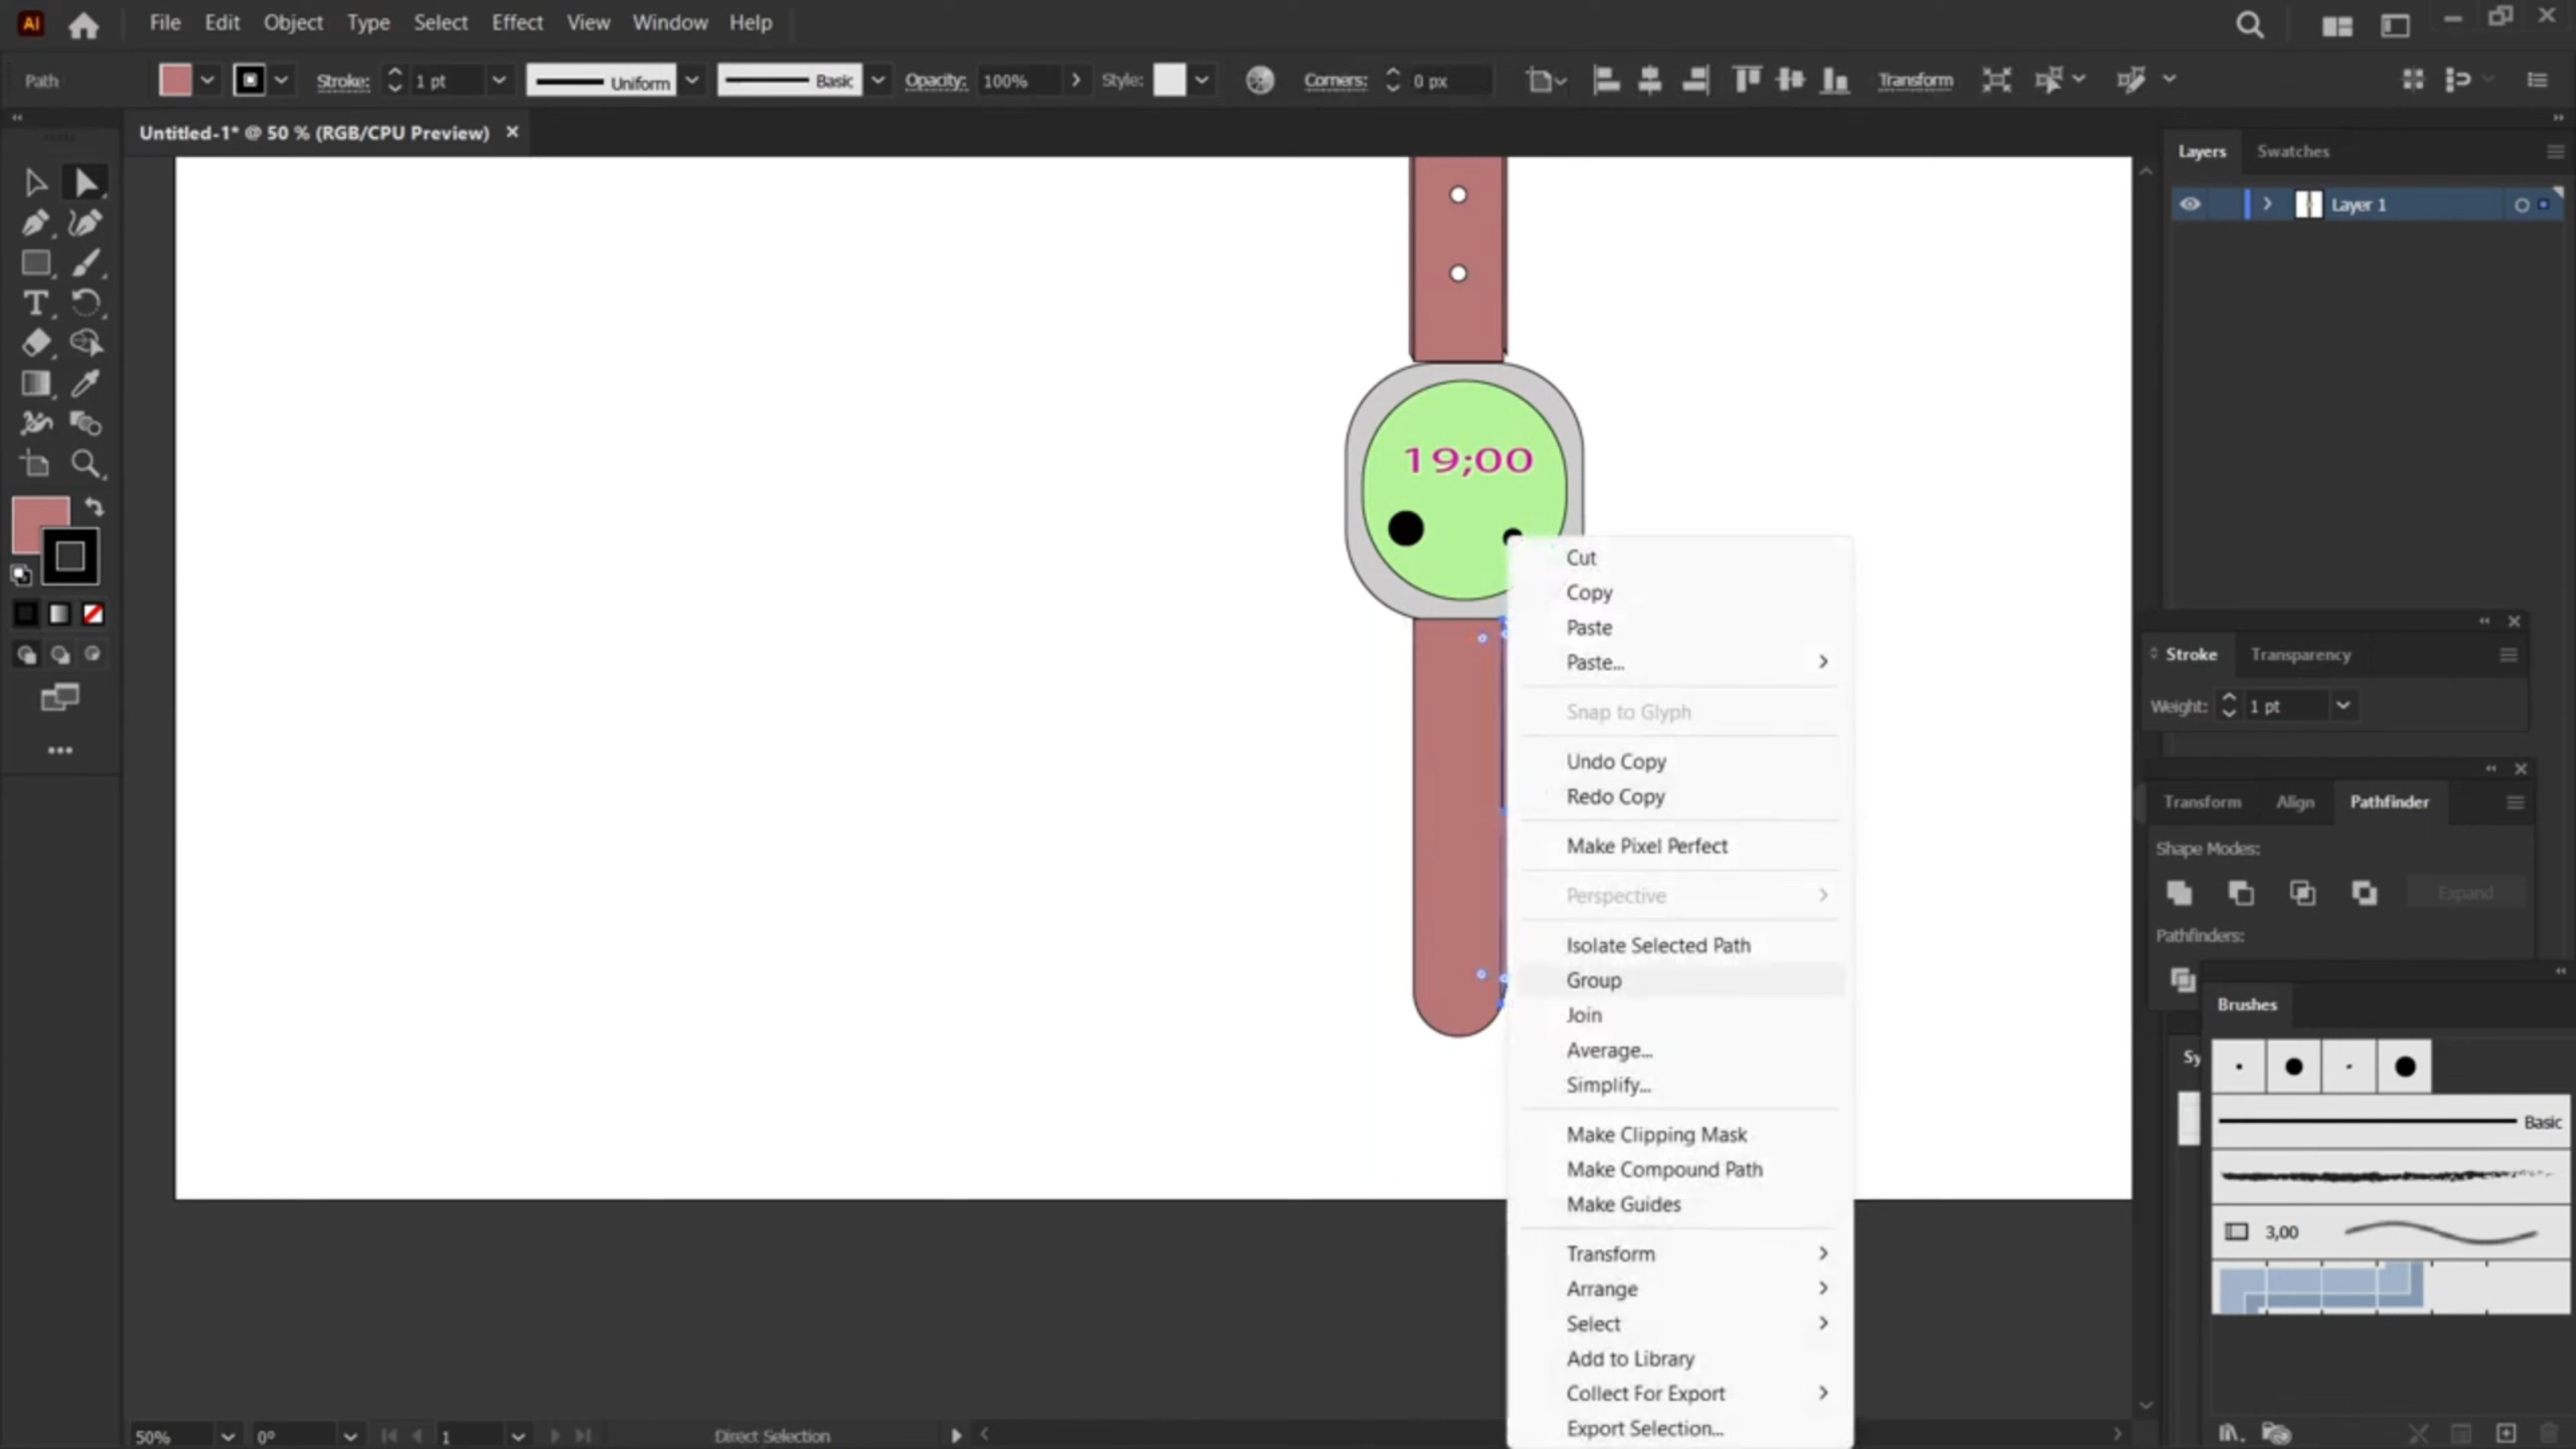 Ai File Edit Object Type Select Effect View Window Help
Path Stroke: 1 pt Uniform Basic Opacity: 100% Style: Corners: 0 px Transform
Untitled-1* @ 50 % (RGB/CPU Preview)
Layers Swatches
Layer 1
19;00
Cut
Copy
Paste
Paste...
Snap to Glyph
Undo Copy
Redo Copy
Make Pixel Perfect
Perspective
Isolate Selected Path
Group
Join
Average...
Simplify...
Make Clipping Mask
Make Compound Path
Make Guides
Transform
Arrange
Select
Add to Library
Collect For Export
Export Selection...
Stroke Transparency
Weight: 1 pt
Transform Align Pathfinder
Shape Modes:
Expand
Pathfinders:
Brushes
Sy
Basic
3,00
50% 0° 1 Direct Selection